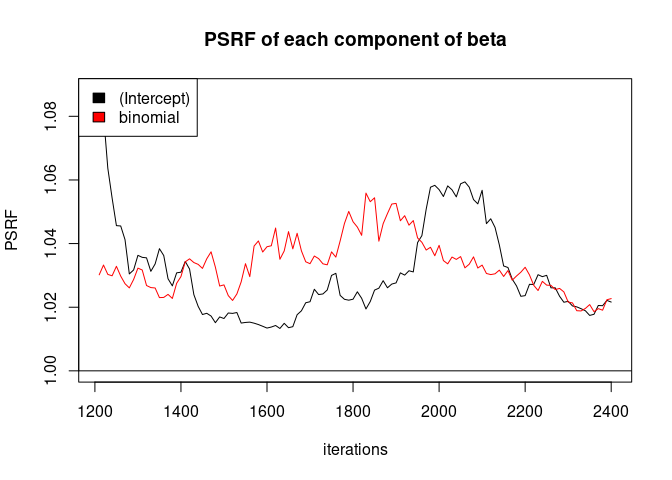 PSRF of each component of beta
(Intercept)
binomial
PSRF
1.08
1.06
1.04
1.02
1.00
1200 1400 1600 1800 2000 2200 2400
iterations